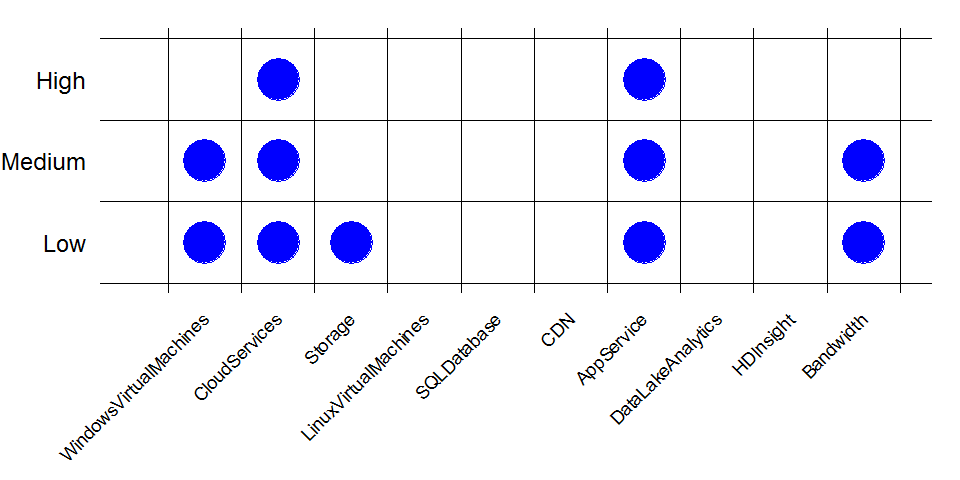 High
Medium
Low
WindowsVirtualMachines
CloudServices
Storage
LinuxVirtualMachines
SQLDatabase
CDN
AppService
DataLakeAnalytics
HDInsight
Bandwidth